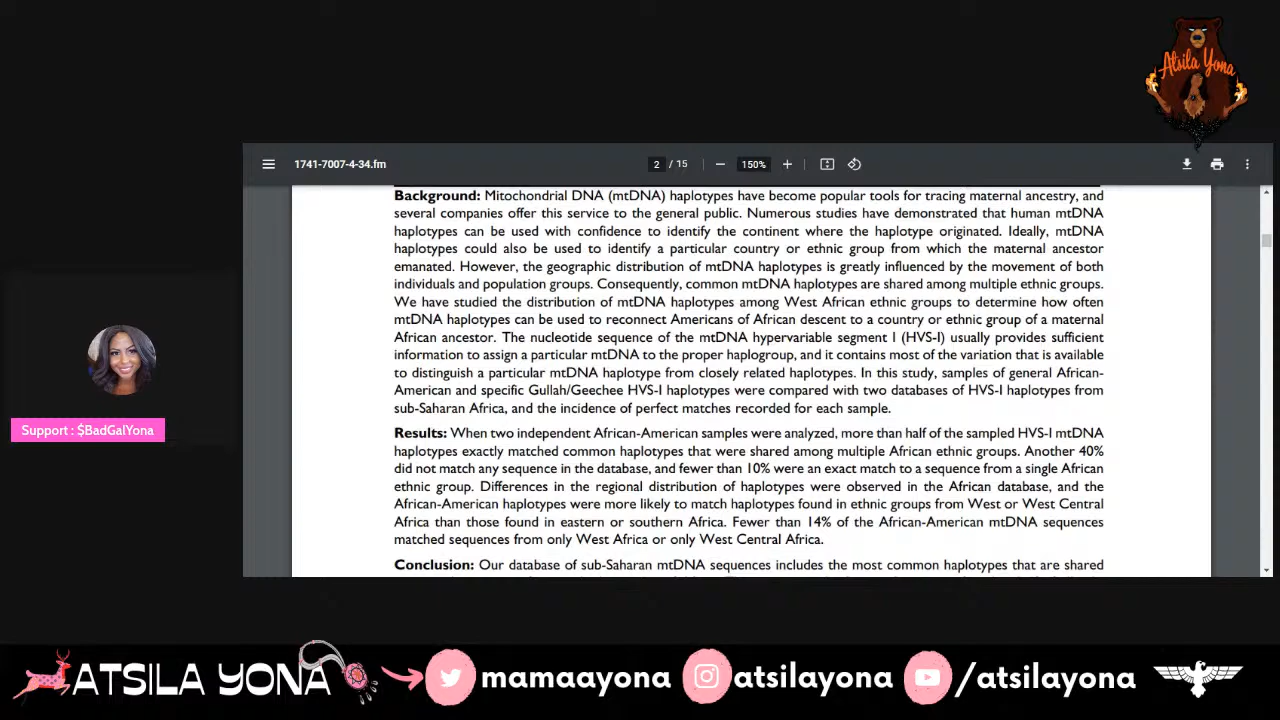 Atsila Yona
1741-7007-4-34.fm
2 / 15
150%
Background: Mitochondrial DNA (mtDNA) haplotypes have become popular tools for tracing maternal ancestry, and
several companies offer this service to the general public. Numerous studies have demonstrated that human mtDNA
haplotypes can be used with confidence to identify the continent where the haplotype originated. Ideally, mtDNA
haplotypes could also be used to identify a particular country or ethnic group from which the maternal ancestor
emanated. However, the geographic distribution of mtDNA haplotypes is greatly influenced by the movement of both
individuals and population groups. Consequently, common mtDNA haplotypes are shared among multiple ethnic groups.
We have studied the distribution of mtDNA haplotypes among West African ethnic groups to determine how often
mtDNA haplotypes can be used to reconnect Americans of African descent to a country or ethnic group of a maternal
African ancestor. The nucleotide sequence of the mtDNA hypervariable segment I (HVS-I) usually provides sufficient
information to assign a particular mtDNA to the proper haplogroup, and it contains most of the variation that is available
to distinguish a particular mtDNA haplotype from closely related haplotypes. In this study, samples of general African-
American and specific Gullah/Geechee HVS-I haplotypes were compared with two databases of HVS-I haplotypes from
sub-Saharan Africa, and the incidence of perfect matches recorded for each sample.
Results: When two independent African-American samples were analyzed, more than half of the sampled HVS-I mtDNA
haplotypes exactly matched common haplotypes that were shared among multiple African ethnic groups. Another 40%
did not match any sequence in the database, and fewer than 10% were an exact match to a sequence from a single African
ethnic group. Differences in the regional distribution of haplotypes were observed in the African database, and the
African-American haplotypes were more likely to match haplotypes found in ethnic groups from West or West Central
Africa than those found in eastern or southern Africa. Fewer than 14% of the African-American mtDNA sequences
matched sequences from only West Africa or only West Central Africa.
Conclusion: Our database of sub-Saharan mtDNA sequences includes the most common haplotypes that are shared
Support : $BadGalYona
ATSILA YONA
mamaayona
atsilayona
/atsilayona